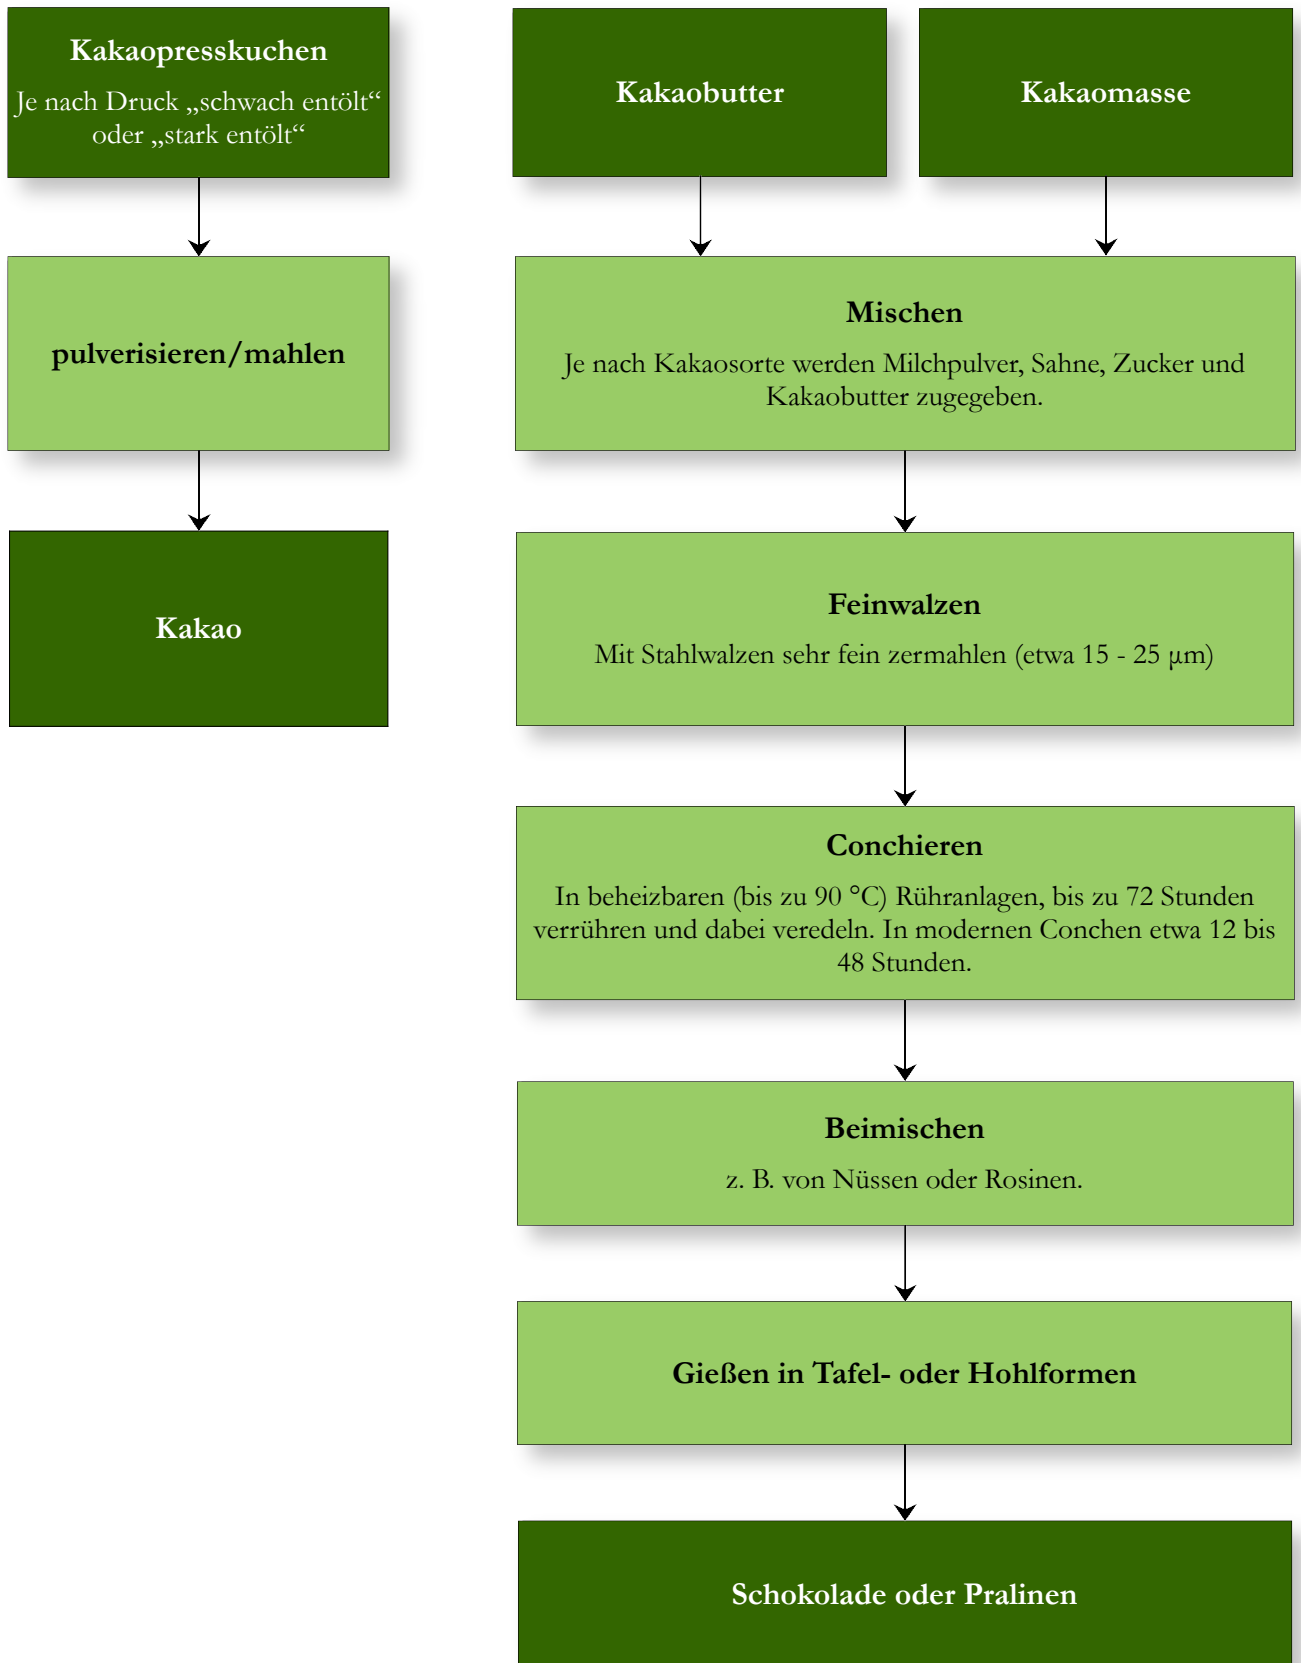 Kakaopresskuchen
Je nach Druck „schwach entölt“
oder „stark entölt“
Kakaobutter
Kakaomasse
pulverisieren/mahlen
Mischen
Je nach Kakaosorte werden Milchpulver, Sahne, Zucker und
Kakaobutter zugegeben.
Kakao
Feinwalzen
Mit Stahlwalzen sehr fein zermahlen (etwa 15 - 25 µm)
Conchieren
In beheizbaren (bis zu 90 °C) Rühranlagen, bis zu 72 Stunden
verrühren und dabei veredeln. In modernen Conchen etwa 12 bis
48 Stunden.
Beimischen
z. B. von Nüssen oder Rosinen.
Gießen in Tafel- oder Hohlformen
Schokolade oder Pralinen